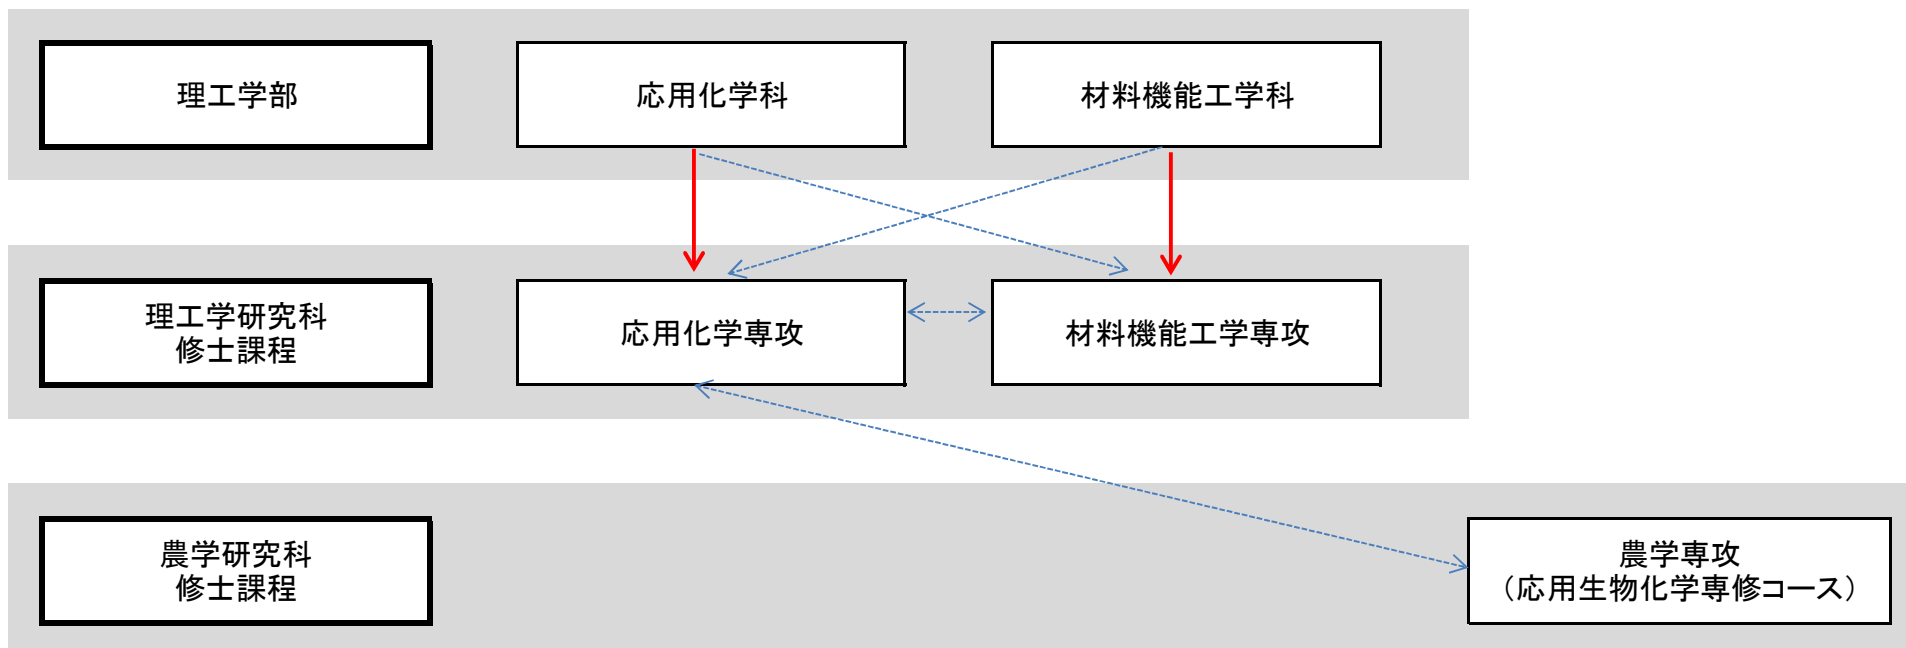 理工学部
応用化学科
材料機能工学科
理工学研究科
修士課程
応用化学専攻
材料機能工学専攻
農学研究科
修士課程
農学専攻
（応用生物化学専修コース）